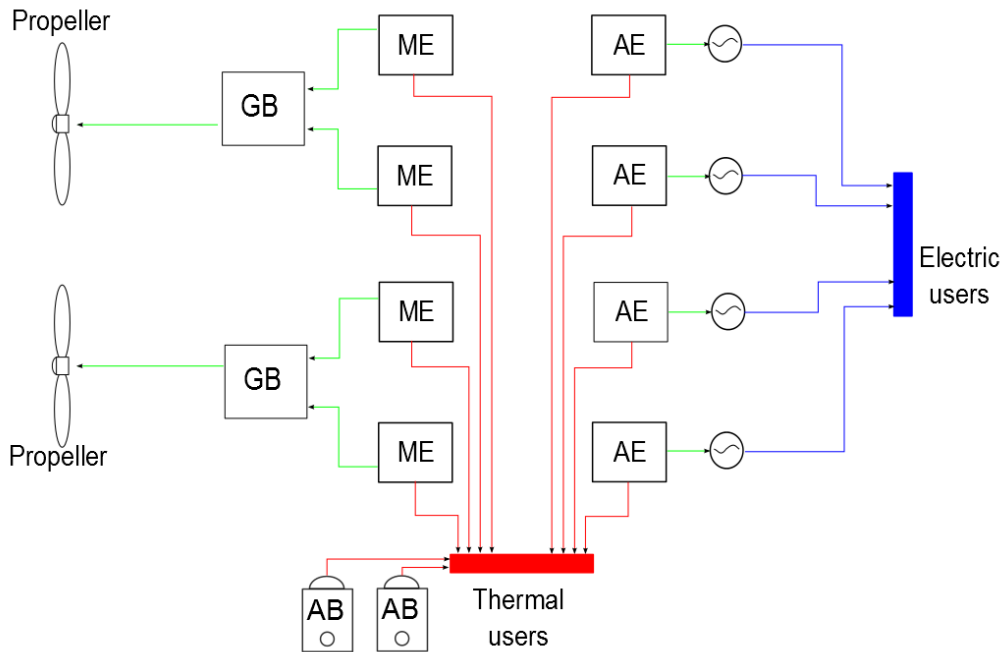 Propeller
ME
AE
GB
ME
AE
Electric
users
ME
AE
GB
Propeller
ME
AE
AB
AB
Thermal
users